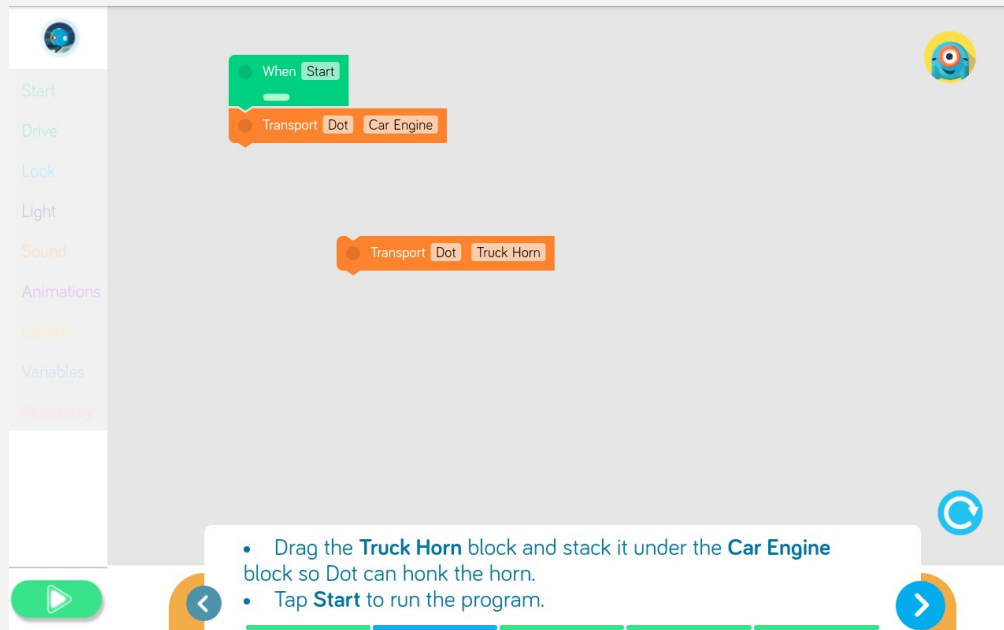 Start
Drive
Look
Light
Sound
Animations
Control
Variables
Accessory
When Start
Transport Dot Car Engine
Transport Dot Truck Horn
• Drag the Truck Horn block and stack it under the Car Engine
block so Dot can honk the horn.
• Tap Start to run the program.